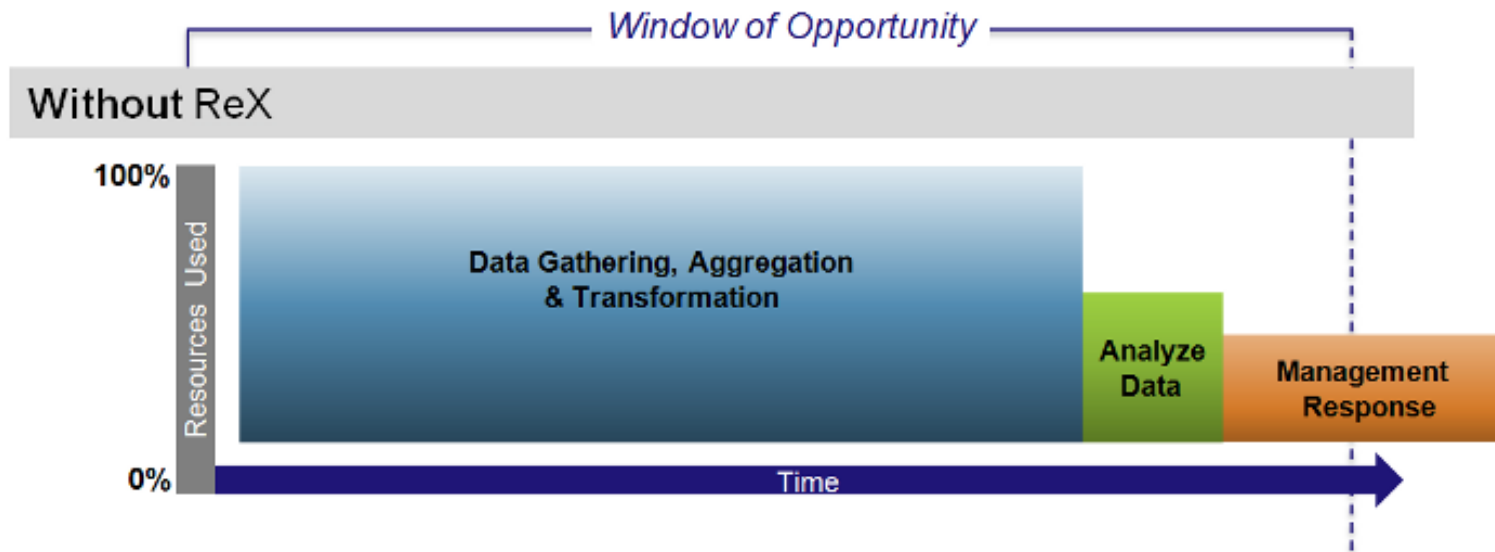 Window of Opportunity
Without ReX
100%
Resources Used
Data Gathering, Aggregation
& Transformation
Analyze
Data
Management
Response
0%
Time